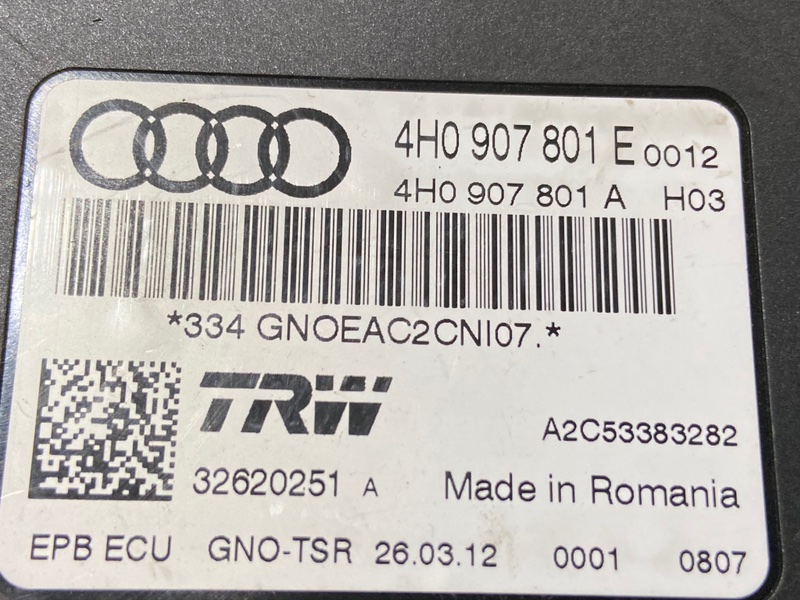 4H0 907 801 E 0012
4H0 907 801 A H03
*334 GNOEAC2CNI07.*
TRW
A2C53383282
32620251 A Made in Romania
EPB ECU GNO-TSR 26.03.12 0001 0807